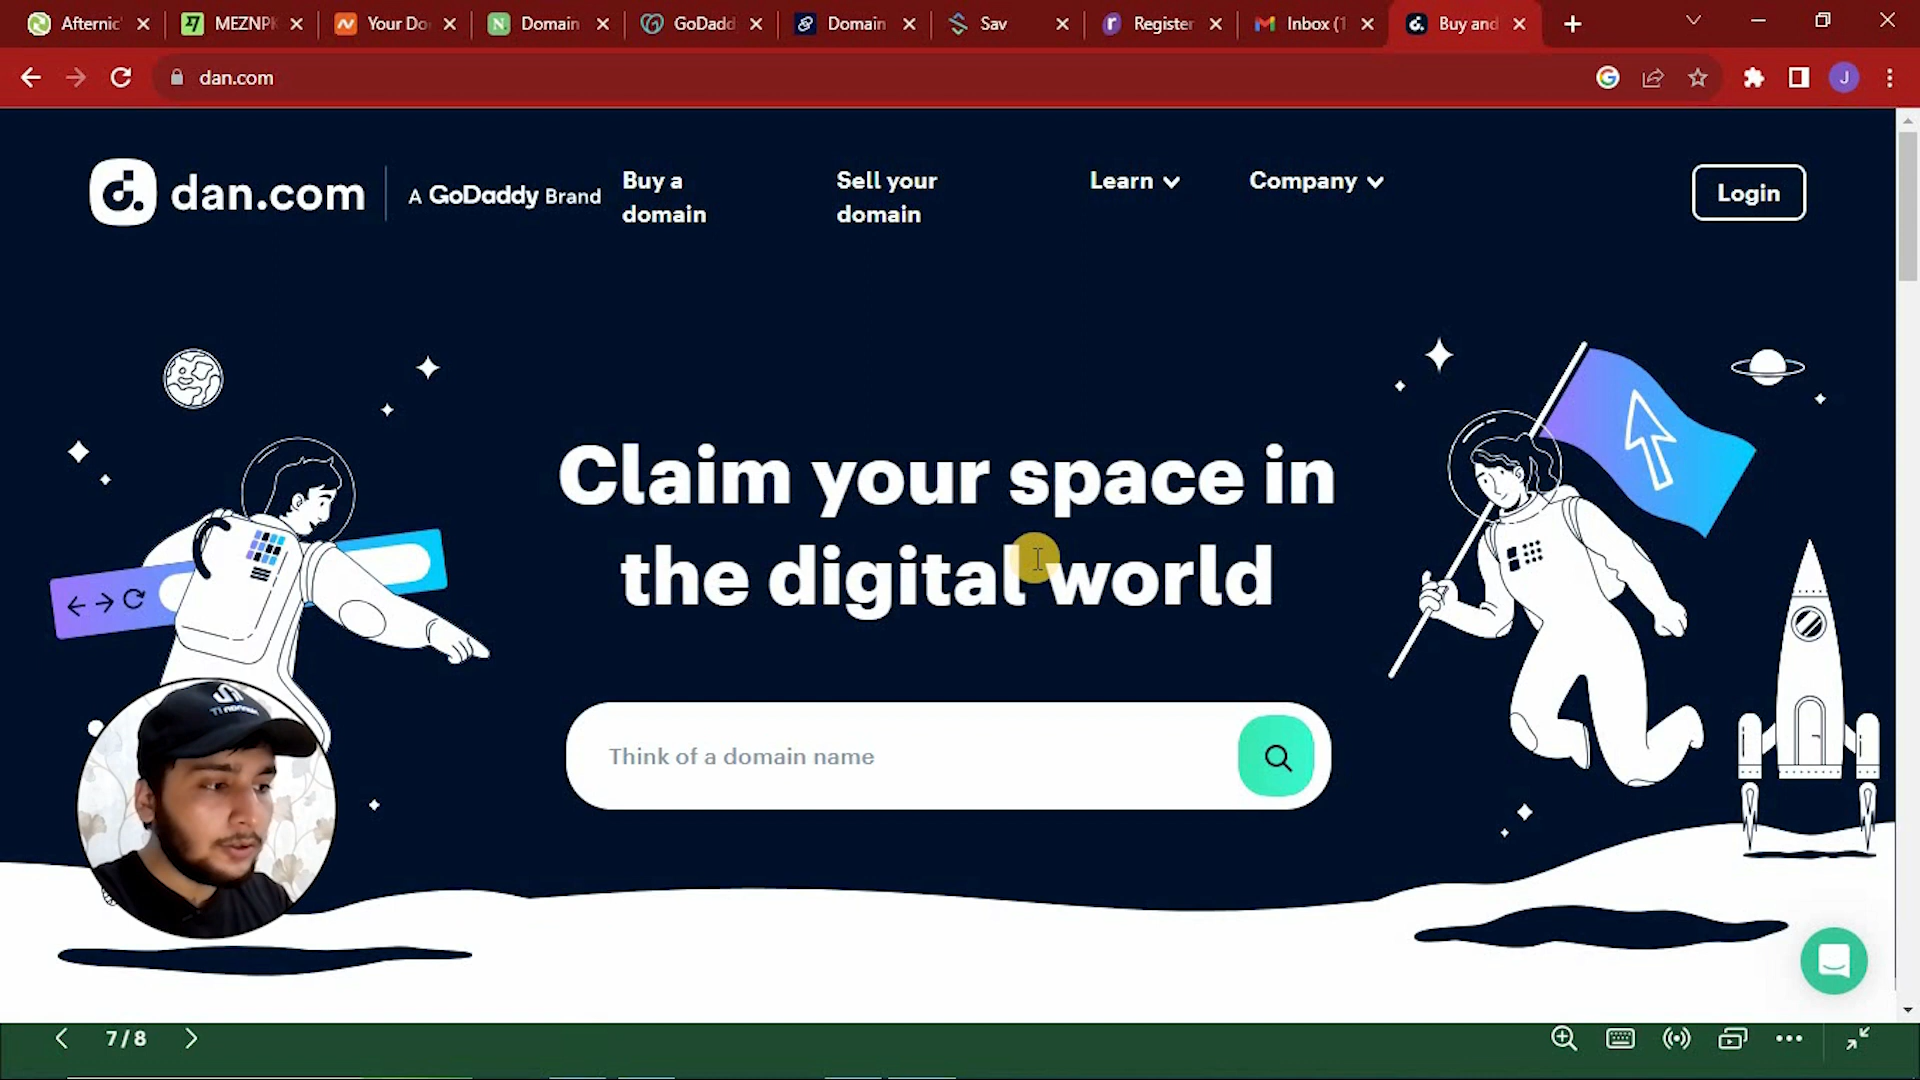 Afternic
MEZNPK
Your Do
Domain
GoDadd
Domain
Sav
Register
Inbox (1
Buy and
dan.com
J
dan.com
A GoDaddy Brand
Buy a
domain
Sell your
domain
Learn
Company
Login
Claim your space in
the digital world
Think of a domain name
7/8